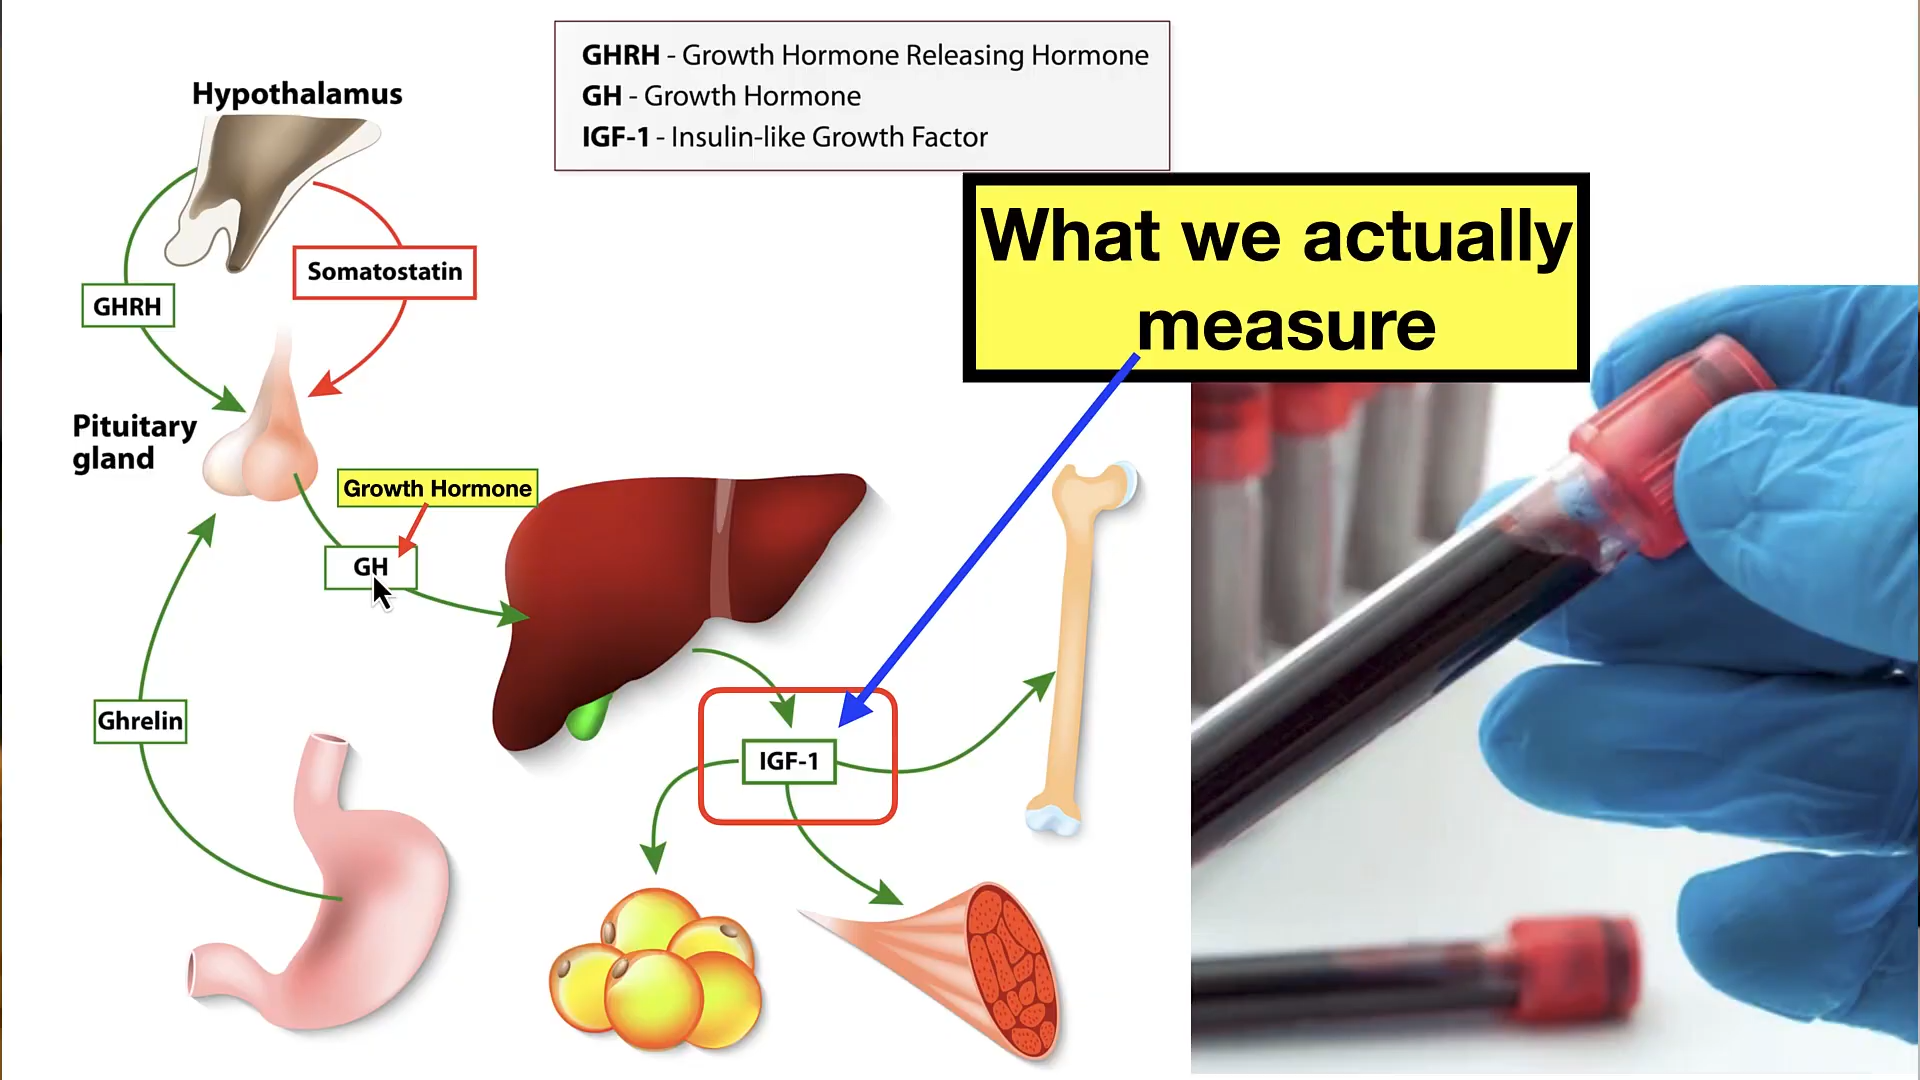 GHRH - Growth Hormone Releasing Hormone
GH - Growth Hormone
IGF-1 - Insulin-like Growth Factor
Hypothalamus
What we actually
measure
Somatostatin
GHRH
Pituitary
gland
Growth Hormone
GH
Ghrelin
IGF-1